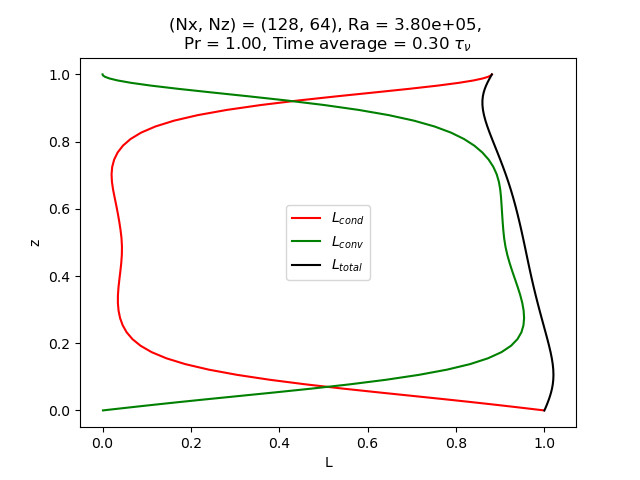 (Nx, Nz) = (128, 64), Ra = 3.80e+05,
Pr = 1.00, Time average = 0.30 τν
1.0
0.8
0.6
0.4
0.2
0.0
z
Lcond
Lconv
Ltotal
0.0 0.2 0.4 0.6 0.8 1.0
L